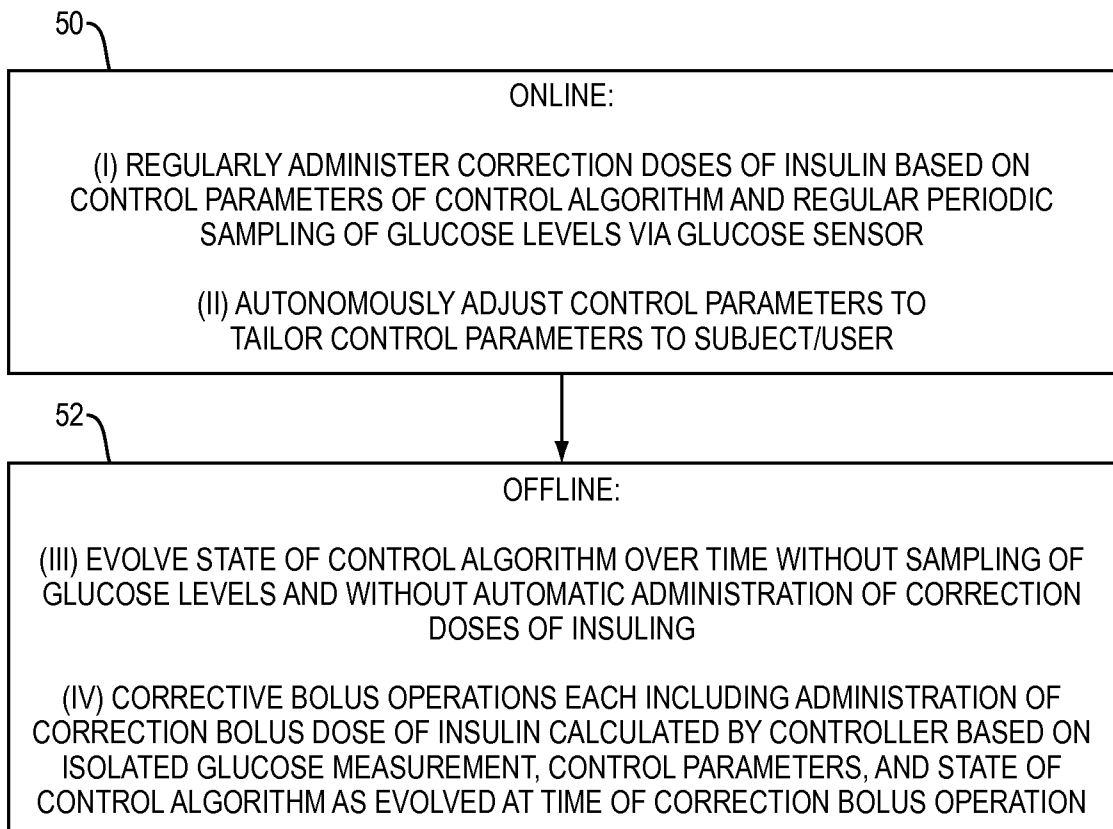 50
ONLINE:
(I) REGULARLY ADMINISTER CORRECTION DOSES OF INSULIN BASED ON
CONTROL PARAMETERS OF CONTROL ALGORITHM AND REGULAR PERIODIC
SAMPLING OF GLUCOSE LEVELS VIA GLUCOSE SENSOR
(II) AUTONOMOUSLY ADJUST CONTROL PARAMETERS TO
TAILOR CONTROL PARAMETERS TO SUBJECT/USER
52
OFFLINE:
(III) EVOLVE STATE OF CONTROL ALGORITHM OVER TIME WITHOUT SAMPLING OF
GLUCOSE LEVELS AND WITHOUT AUTOMATIC ADMINISTRATION OF CORRECTION
DOSES OF INSULING
(IV) CORRECTIVE BOLUS OPERATIONS EACH INCLUDING ADMINISTRATION OF
CORRECTION BOLUS DOSE OF INSULIN CALCULATED BY CONTROLLER BASED ON
ISOLATED GLUCOSE MEASUREMENT, CONTROL PARAMETERS, AND STATE OF
CONTROL ALGORITHM AS EVOLVED AT TIME OF CORRECTION BOLUS OPERATION